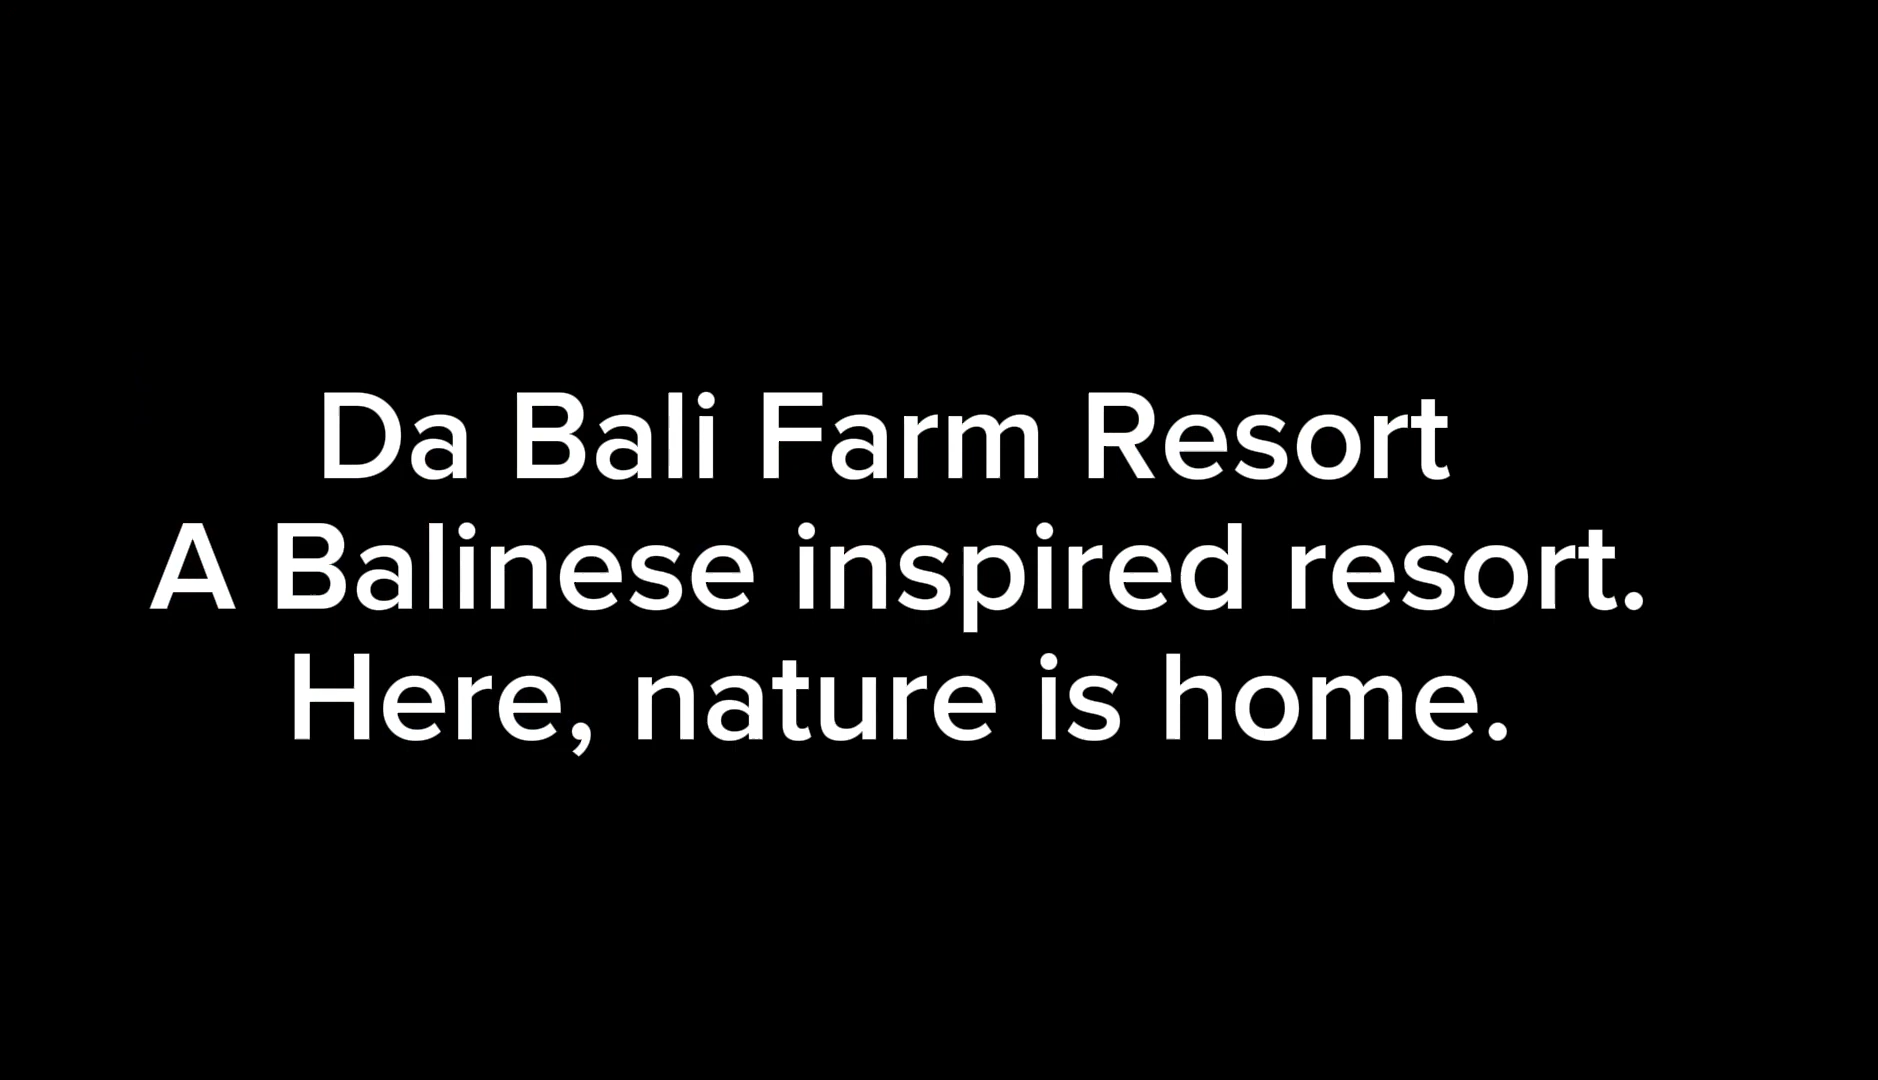 Da Bali Farm Resort
A Balinese inspired resort.
Here, nature is home.